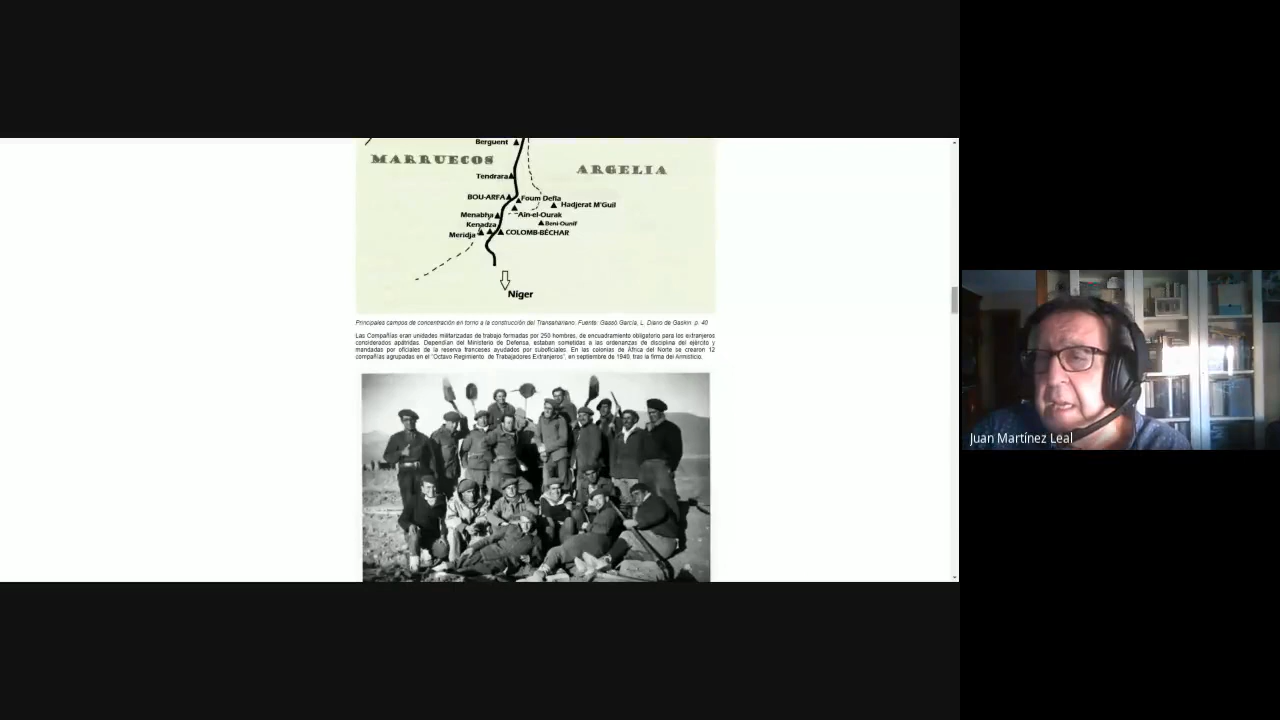 Berguent
MARRUECOS
ARGELIA
Tendrara
BOU-ARFA
Foum Defla
Hadjerat M'Guil
Menabha
Ain-el-Ourak
Kenadza
Beni-Ounif
Meridja
COLOMB-BÉCHAR
Níger
Principales campos de concentración en torno a la construcción del Transahariano. Fuente: Gassó García, L. Diario de Gaskin. p. 40
Las Compañías eran unidades militarizadas de trabajo formadas por 250 hombres, de encuadramiento obligatorio para los extranjeros
considerados apátridas. Dependían del Ministerio de Defensa, estaban sometidas a las ordenanzas de disciplina del ejército y
mandadas por oficiales de la reserva franceses ayudados por suboficiales. En las colonias de África del Norte se crearon 12
compañías agrupadas en el "Octavo Regimiento de Trabajadores Extranjeros", en septiembre de 1940, tras la firma del Armisticio.
Juan Martínez Leal